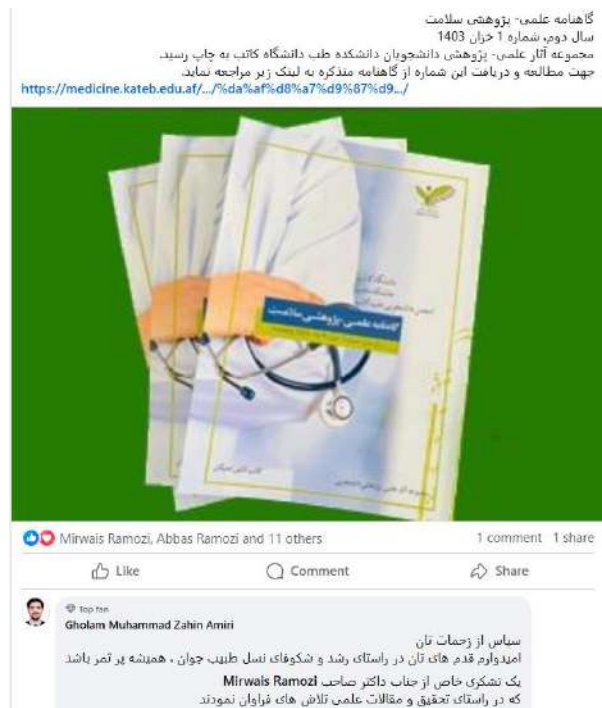 گاهنامه علمی- پژوهشی سلامت
سال دوم، شماره 1 خزان 1403
مجموعه آثار علمی- پژوهشی دانشجویان دانشکده طب دانشگاه کاتب به چاپ رسید.
جهت مطالعه و دریافت این شماره از گاهنامه متذکره به لینک زیر مراجعه نماید.
https://medicine.kateb.edu.af/.../%da%af%d8%a7%d9%87%d9.../
دانشگاه کاتب
گاهنامه علمی-پژوهشی سلامت
Mirwais Ramozi, Abbas Ramozi and 11 others
1 comment 1 share
Like
Comment
Share
Top fan
Gholam Muhammad Zahin Amiri
سپاس از زحمات تان
امیدوارم قدم های تان در راستای رشد و شکوفای نسل طبیب جوان ، همیشه پر ثمر باشد
یک تشکری خاص از جناب داکتر صاحب Mirwais Ramozi
که در راستای تحقیق و مقالات علمی تلاش های فراوان نمودند